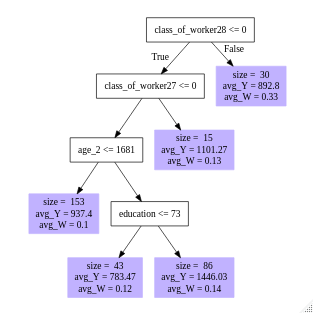 class_of_worker28 <= 0
True
False
class_of_worker27 <= 0
size = 30
avg_Y = 892.8
avg_W = 0.33
age_2 <= 1681
size = 15
avg_Y = 1101.27
avg_W = 0.13
size = 153
avg_Y = 937.4
avg_W = 0.1
education <= 73
size = 43
avg_Y = 783.47
avg_W = 0.12
size = 86
avg_Y = 1446.03
avg_W = 0.14